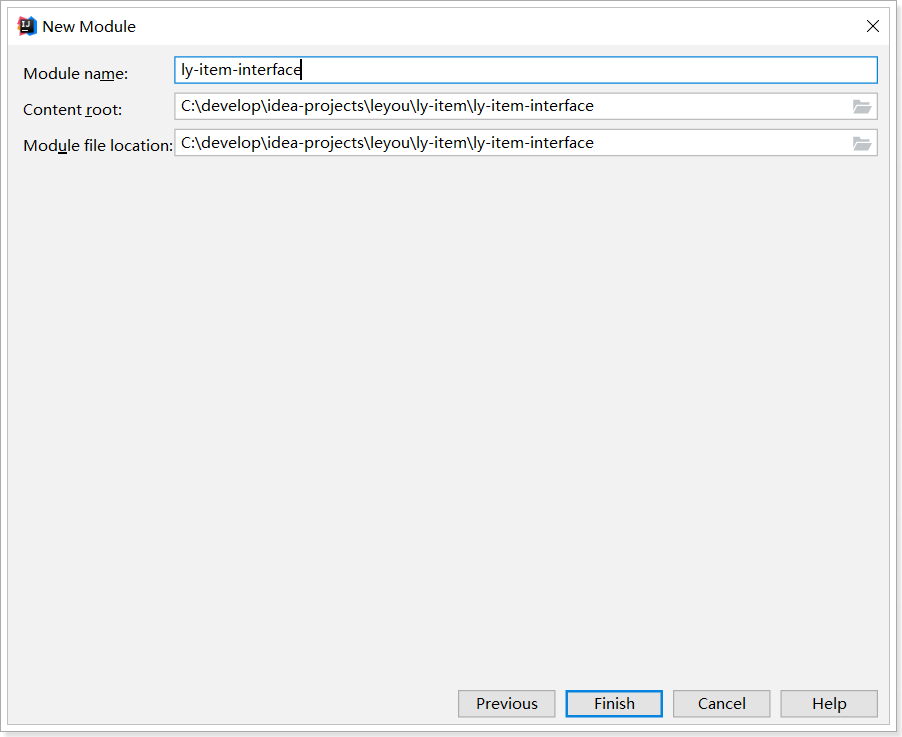 New Module
Module name: ly-item-interface
Content root: C:\develop\idea-projects\leyou\ly-item\ly-item-interface
Module file location: C:\develop\idea-projects\leyou\ly-item\ly-item-interface
Previous Finish Cancel Help